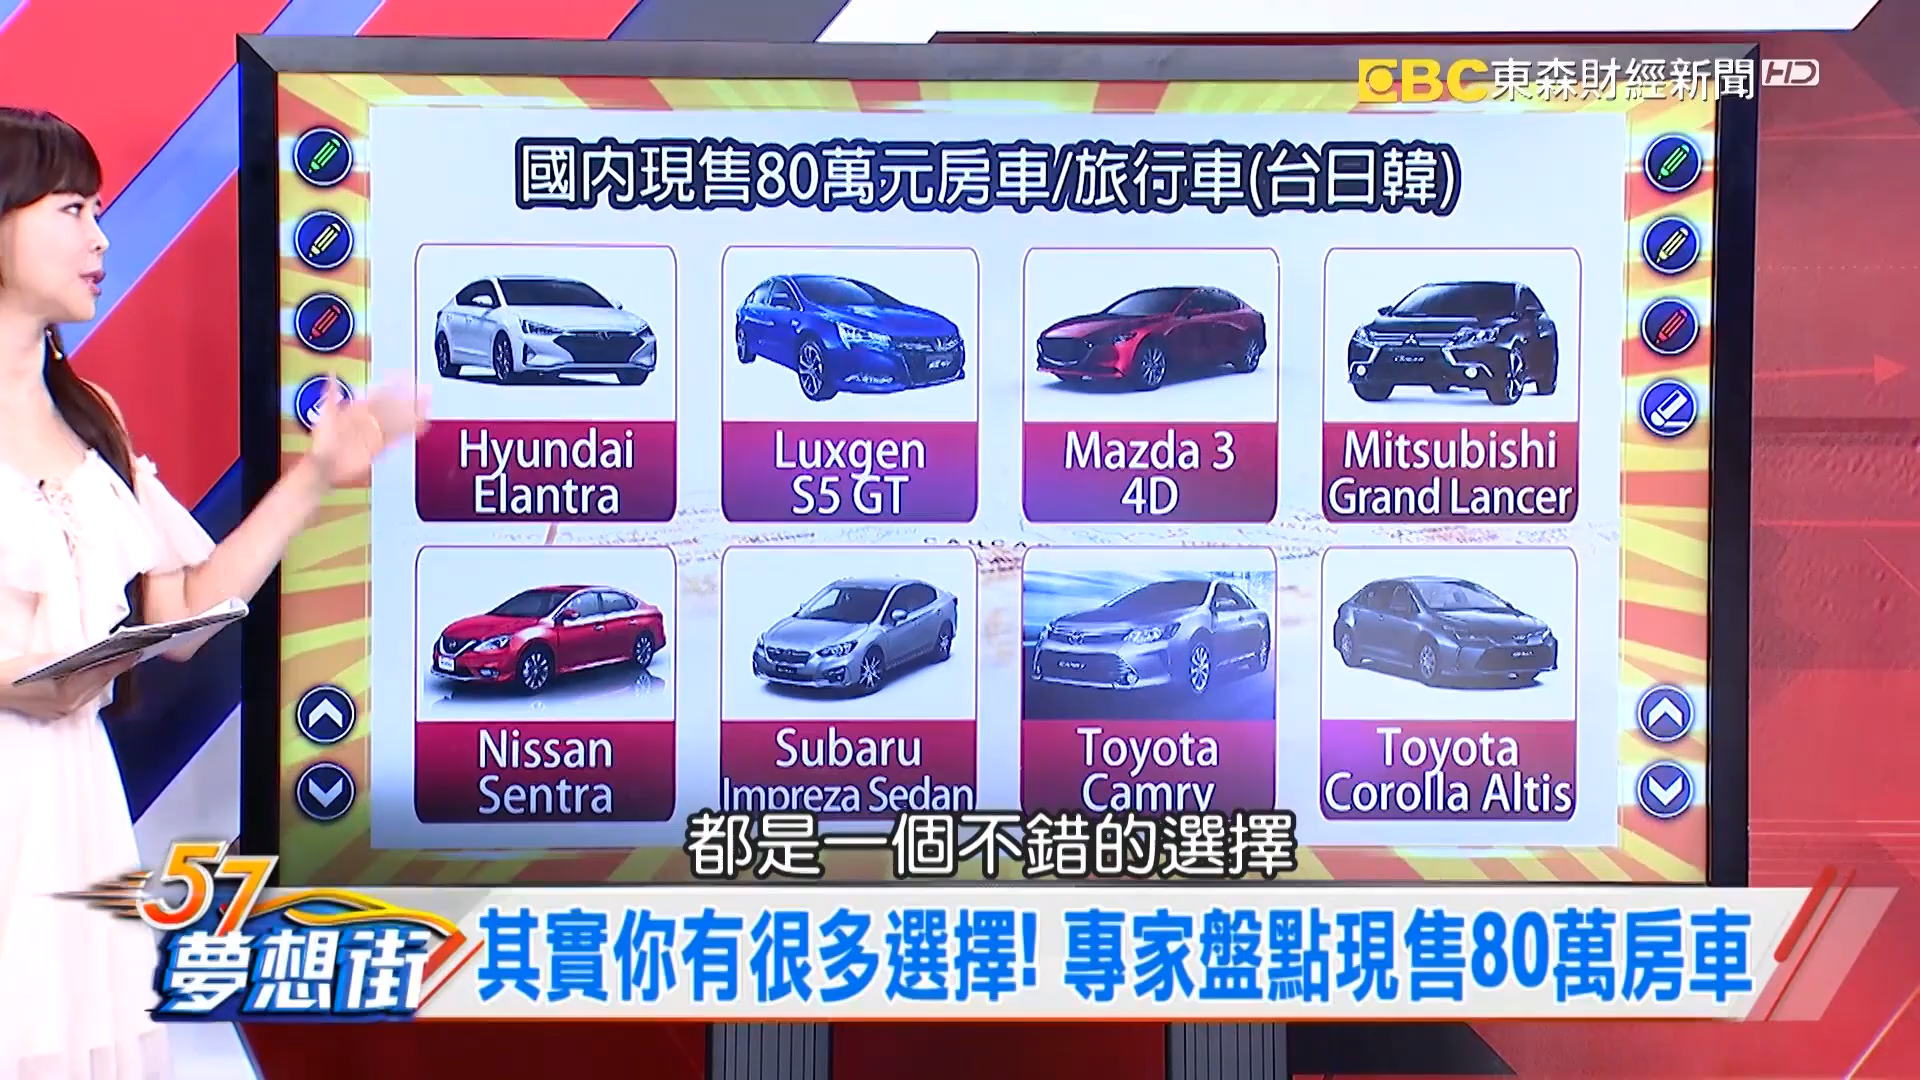 EBC東森財經新聞HD
國内現售80萬元房車/旅行車(台日韓)
Hyundai
Elantra
Luxgen
S5 GT
Mazda 3
4D
Mitsubishi
Grand Lancer
Nissan
Sentra
Subaru
Impreza Sedan
Toyota
Camry
Toyota
Corolla Altis
都是一個不錯的選擇
57
夢想街
其實你有很多選擇! 專家盤點現售80萬房車